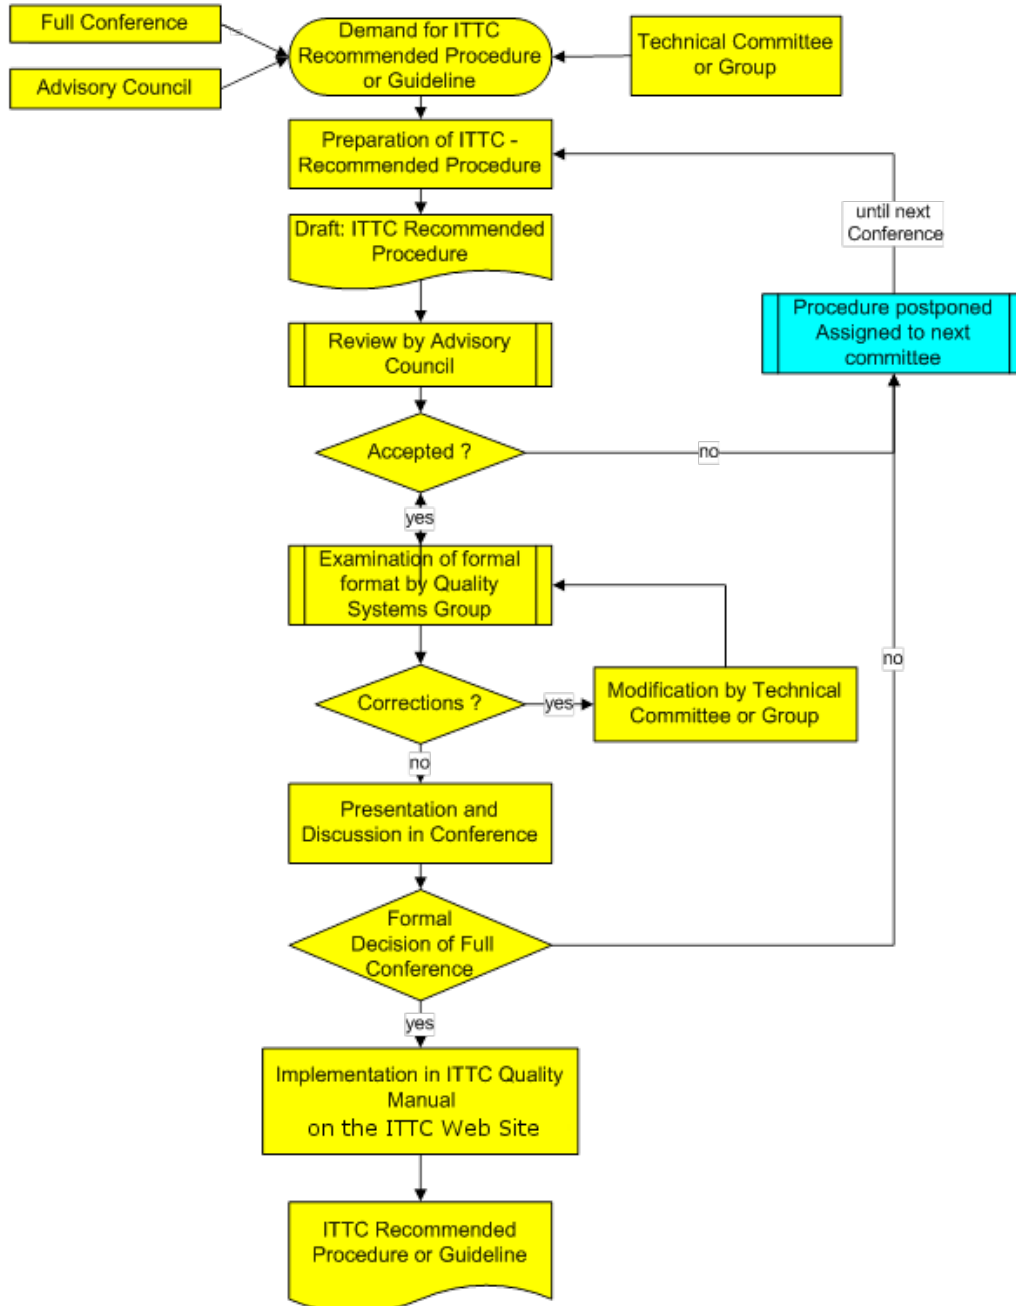 Full Conference
Advisory Council
Demand for ITTC
Recommended Procedure
or Guideline
Technical Committee
or Group
Preparation of ITTC -
Recommended Procedure
until next
Conference
Draft: ITTC Recommended
Procedure
Procedure postponed
Assigned to next
committee
Review by Advisory
Council
Accepted ?
no
yes
Examination of formal
format by Quality
Systems Group
no
Corrections ?
yes
Modification by Technical
Committee or Group
no
Presentation and
Discussion in Conference
Formal
Decision of Full
Conference
yes
Implementation in ITTC Quality
Manual
on the ITTC Web Site
ITTC Recommended
Procedure or Guideline